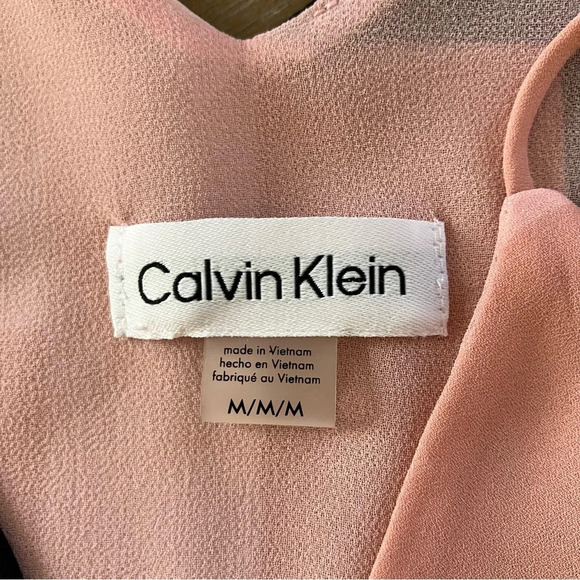 Calvin Klein
made in Vietnam
hecho en Vietnam
fabriqué au Vietnam
M/M/M